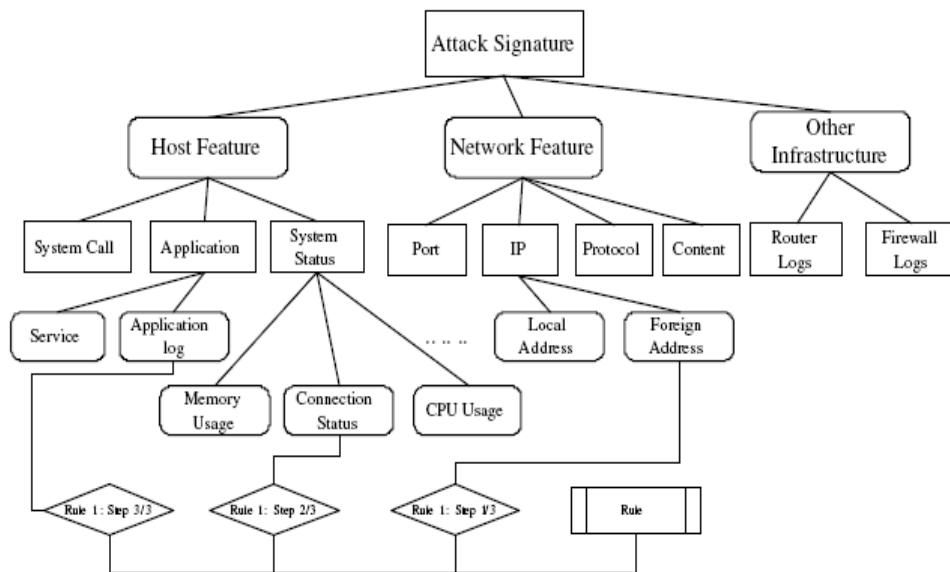 Attack Signature
Host Feature
Network Feature
Other
Infrastructure
System Call
Application
System
Status
Port
IP
Protocol
Content
Router
Logs
Firewall
Logs
Service
Application
log
.. .. ..
Local
Address
Foreign
Address
Memory
Usage
Connection
Status
CPU Usage
Rule 1: Step 3/3
Rule 1: Step 2/3
Rule 1: Step 1/3
Rule